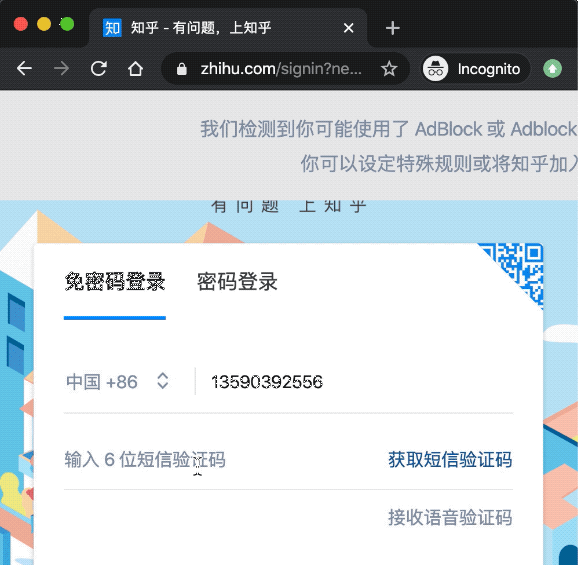 知 知乎 - 有问题，上知乎
zhihu.com/signin?ne... Incognito
我们检测到你可能使用了 AdBlock 或 Adblock
你可以设定特殊规则或将知乎加入
有问题 上知乎
免密码登录 密码登录
中国 +86 13590392556
输入 6 位短信验证码 获取短信验证码
接收语音验证码